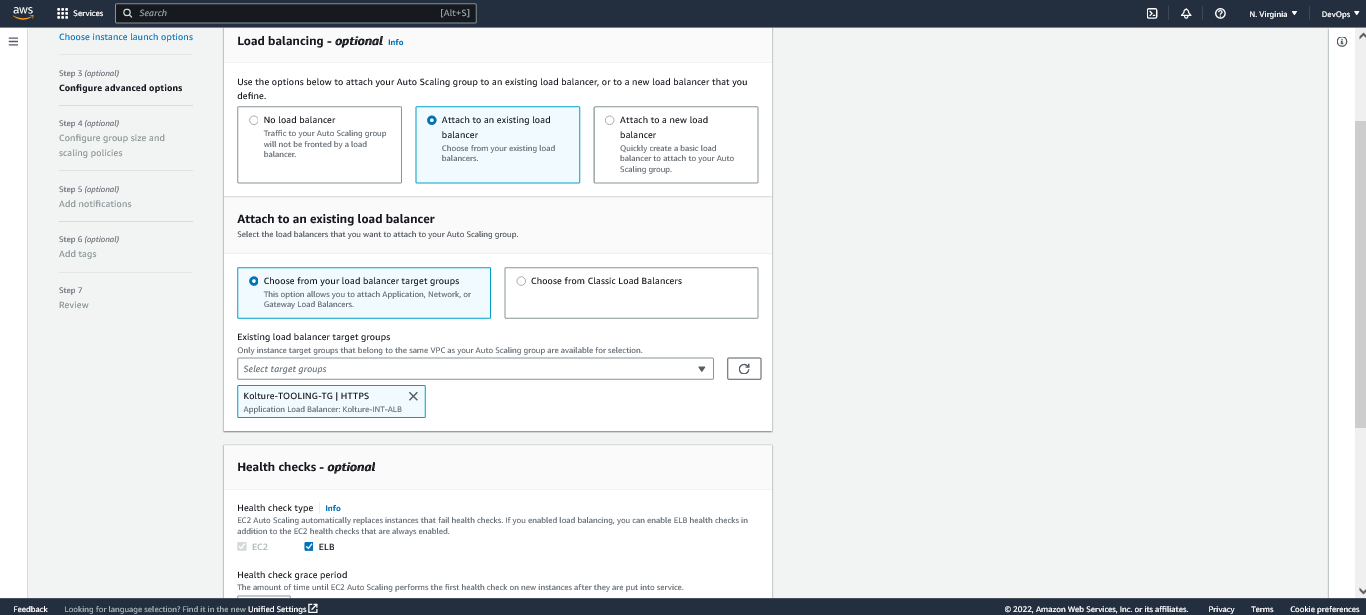 aws
Services
Search
[Alt+S]
N. Virginia
DevOps
Choose instance launch options
Step 3 (optional)
Configure advanced options
Step 4 (optional)
Configure group size and
scaling policies
Step 5 (optional)
Add notifications
Step 6 (optional)
Add tags
Step 7
Review
Load balancing - optional Info
Use the options below to attach your Auto Scaling group to an existing load balancer, or to a new load balancer that you
define.
No load balancer
Traffic to your Auto Scaling group
will not be fronted by a load
balancer.
Attach to an existing load
balancer
Choose from your existing load
balancers.
Attach to a new load
balancer
Quickly create a basic load
balancer to attach to your Auto
Scaling group.
Attach to an existing load balancer
Select the load balancers that you want to attach to your Auto Scaling group.
Choose from your load balancer target groups
This option allows you to attach Application, Network, or
Gateway Load Balancers.
Choose from Classic Load Balancers
Existing load balancer target groups
Only instance target groups that belong to the same VPC as your Auto Scaling group are available for selection.
Select target groups
Kolture-TOOLING-TG | HTTPS
Application Load Balancer: Kolture-INT-ALB
Health checks - optional
Health check type Info
EC2 Auto Scaling automatically replaces instances that fail health checks. If you enabled load balancing, you can enable ELB health checks in
addition to the EC2 health checks that are always enabled.
EC2
ELB
Health check grace period
The amount of time until EC2 Auto Scaling performs the first health check on new instances after they are put into service.
Feedback
Looking for language selection? Find it in the new Unified Settings
© 2022, Amazon Web Services, Inc. or its affiliates.
Privacy
Terms
Cookie preferences